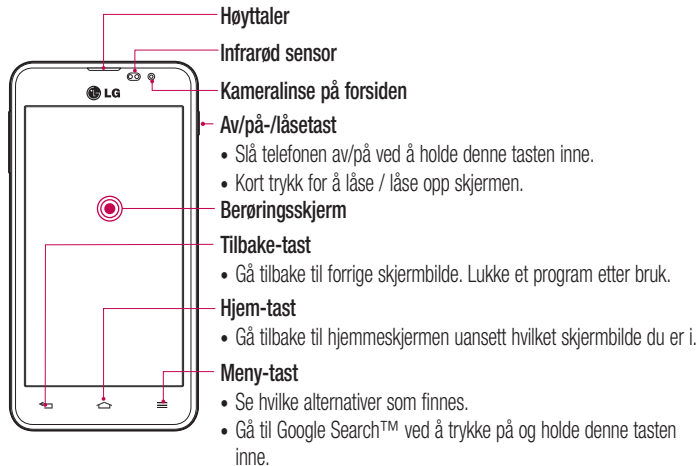 Høyttaler
Infrarød sensor
Kameralinse på forsiden
LG
Av/på-/låsetast
• Slå telefonen av/på ved å holde denne tasten inne.
• Kort trykk for å låse / låse opp skjermen.
Berøringsskjerm
Tilbake-tast
• Gå tilbake til forrige skjermbilde. Lukke et program etter bruk.
Hjem-tast
• Gå tilbake til hjemmeskjermen uansett hvilket skjermbilde du er i.
Meny-tast
• Se hvilke alternativer som finnes.
• Gå til Google Search™ ved å trykke på og holde denne tasten
inne.